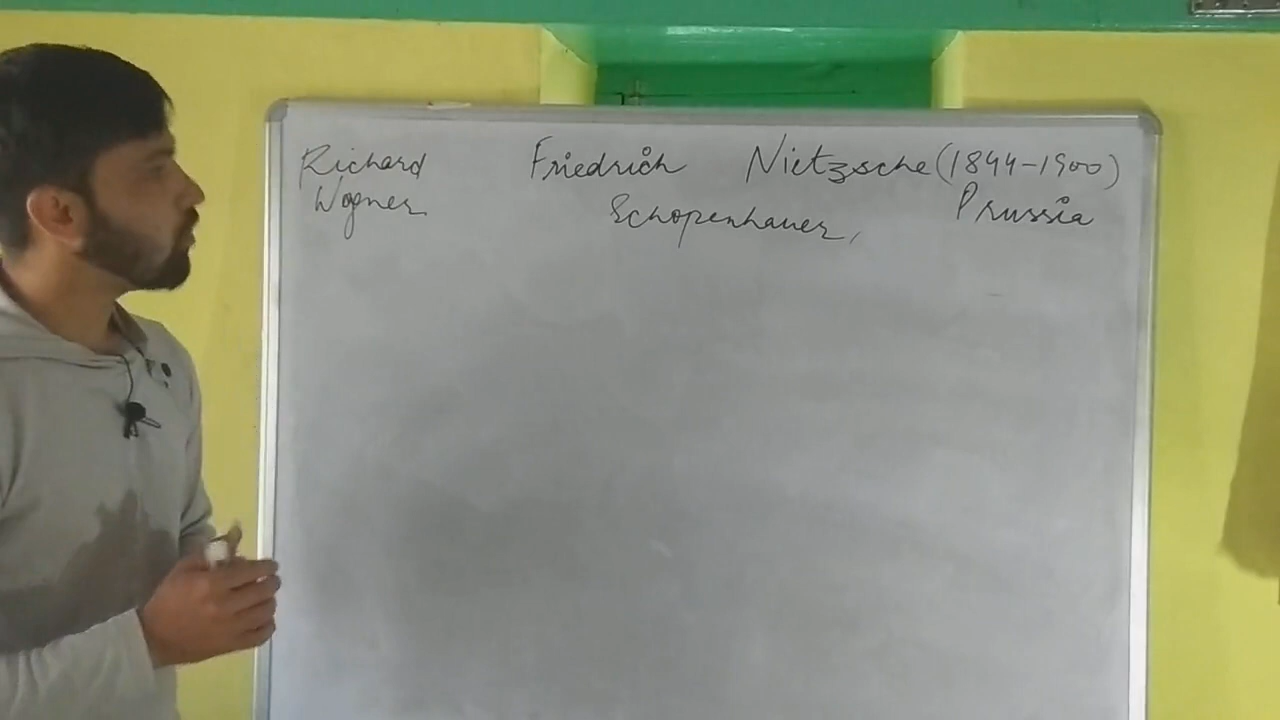 Richard Friedrich Nietzsche (1844-1900)
Wagner Schopenhauer, Prussia